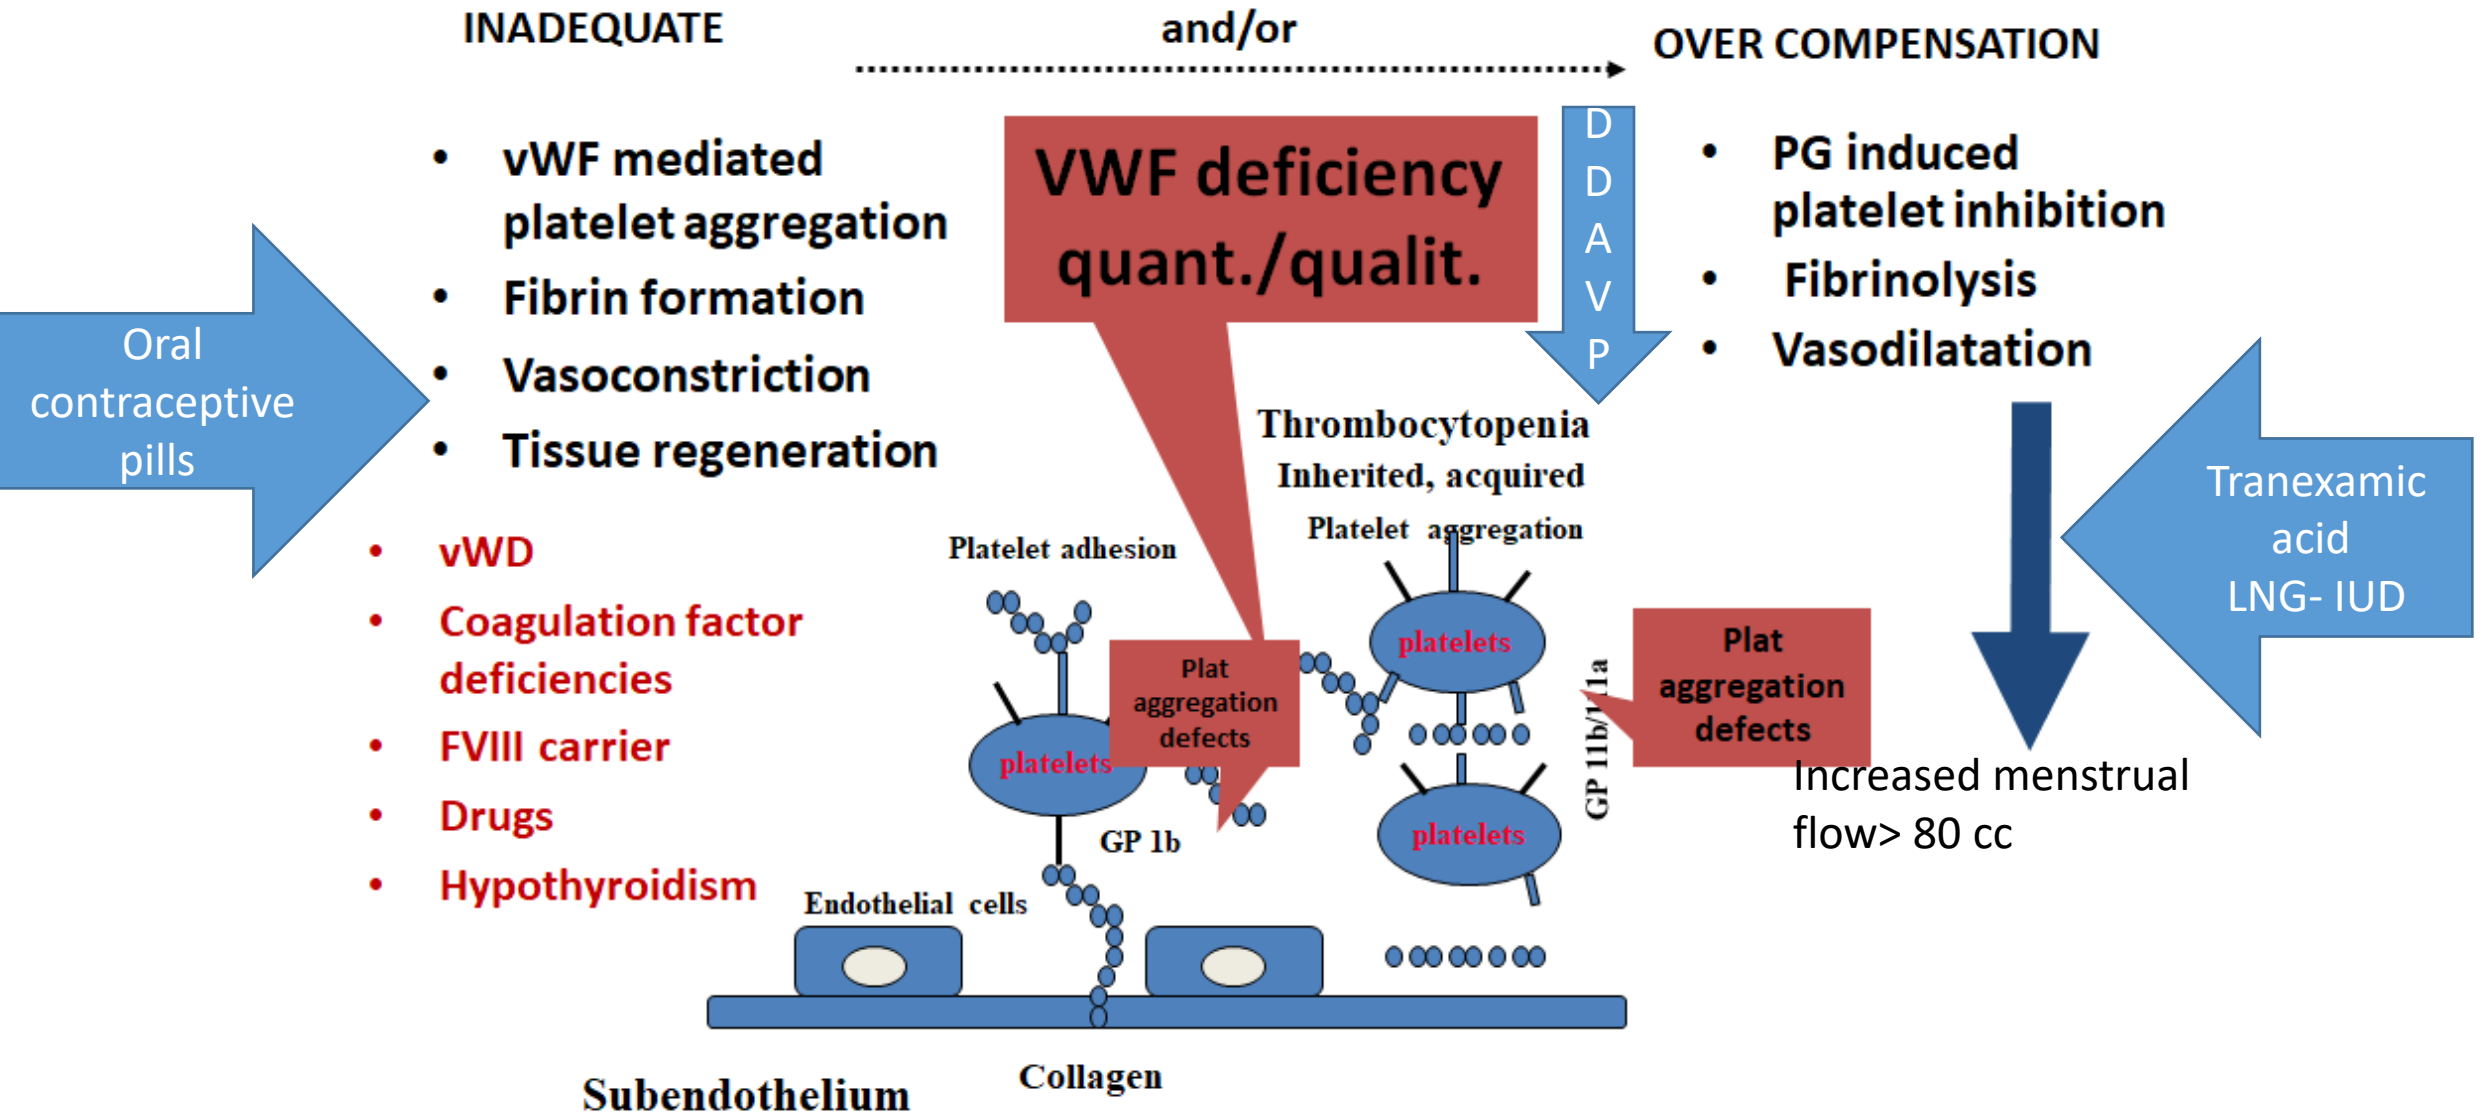 INADEQUATE
and/or
OVER COMPENSATION
• vWF mediated
platelet aggregation
• Fibrin formation
• Vasoconstriction
• Tissue regeneration
Oral
contraceptive
pills
• vWD
• Coagulation factor
deficiencies
• FVIII carrier
• Drugs
• Hypothyroidism
VWF deficiency
quant./qualit.
D
D
A
V
P
• PG induced
platelet inhibition
• Fibrinolysis
• Vasodilatation
Tranexamic
acid
LNG- IUD
Increased menstrual
flow> 80 cc
Thrombocytopenia
Inherited, acquired
Platelet aggregation
Platelet adhesion
platelets
Plat
aggregation
defects
platelets
GP 11b/111a
Plat
aggregation
defects
platelets
GP 1b
Endothelial cells
Collagen
Subendothelium